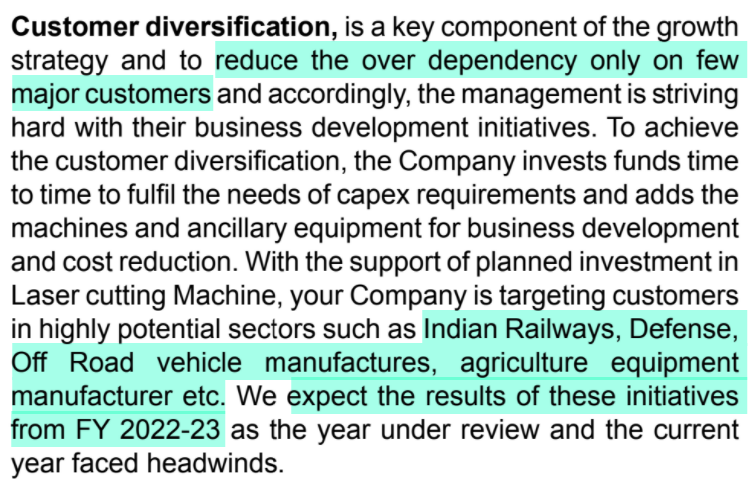 Customer diversification, is a key component of the growth
strategy and to reduce the over dependency only on few
major customers and accordingly, the management is striving
hard with their business development initiatives. To achieve
the customer diversification, the Company invests funds time
to time to fulfil the needs of capex requirements and adds the
machines and ancillary equipment for business development
and cost reduction. With the support of planned investment in
Laser cutting Machine, your Company is targeting customers
in highly potential sectors such as Indian Railways, Defense,
Off Road vehicle manufactures, agriculture equipment
manufacturer etc. We expect the results of these initiatives
from FY 2022-23 as the year under review and the current
year faced headwinds.